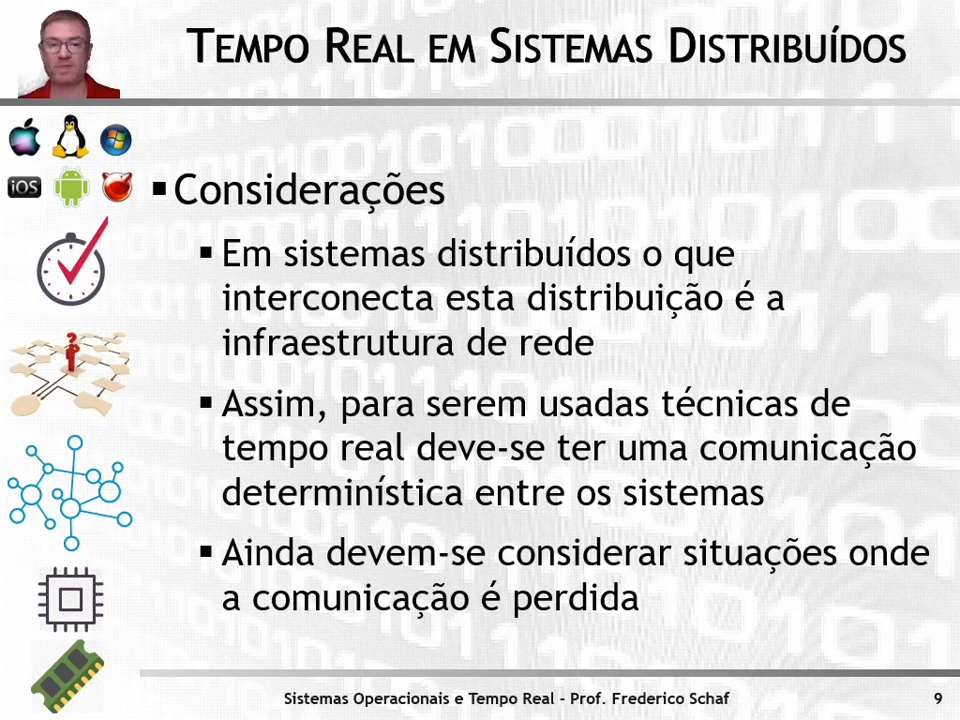 TEMPO REAL EM SISTEMAS DISTRIBUÍDOS
iOS
Considerações
Em sistemas distribuídos o que
interconecta esta distribuição é a
infraestrutura de rede
Assim, para serem usadas técnicas de
tempo real deve-se ter uma comunicação
determinística entre os sistemas
Ainda devem-se considerar situações onde
a comunicação é perdida
Sistemas Operacionais e Tempo Real - Prof. Frederico Schaf 9